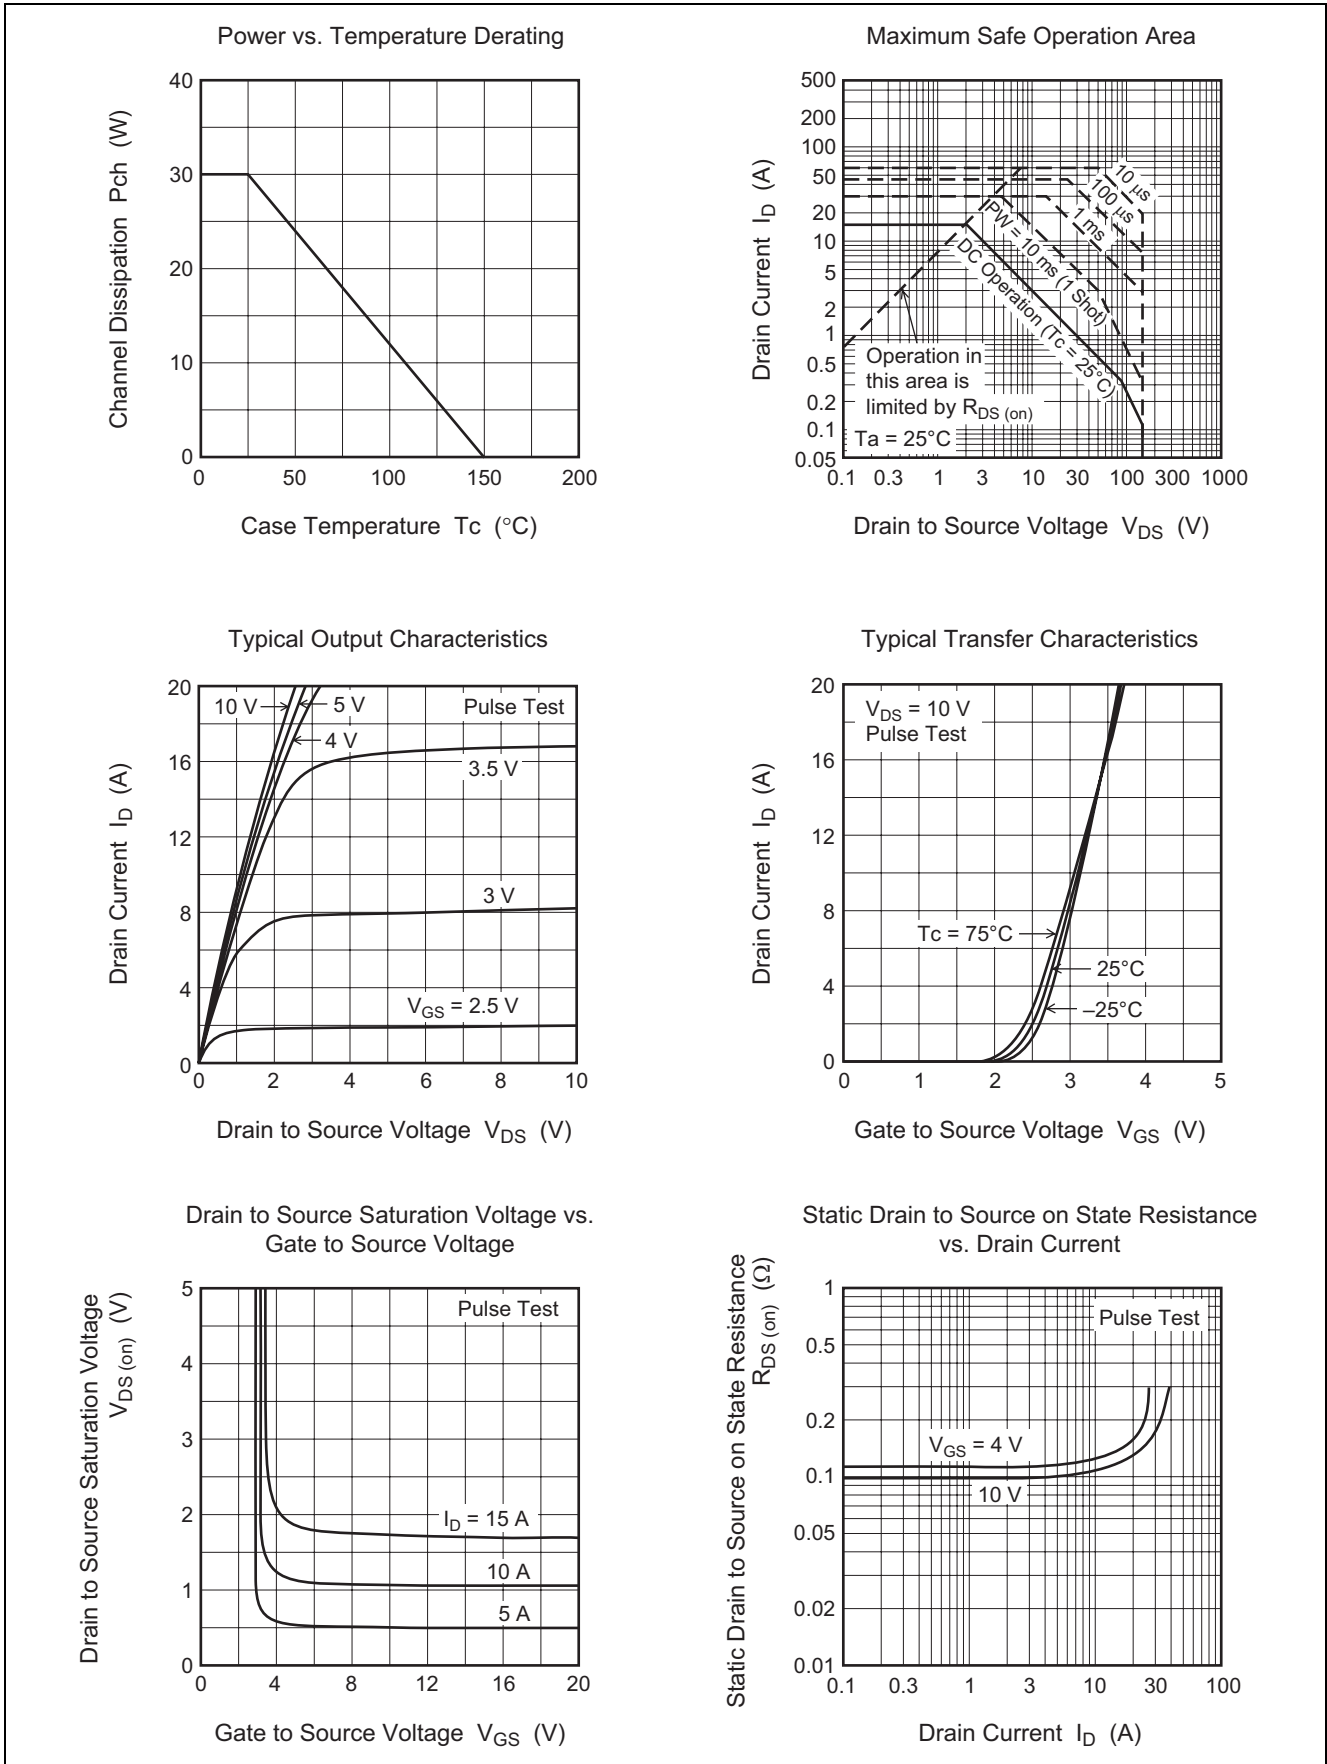 Power vs. Temperature Derating
Channel Dissipation Pch (W)
40
30
20
10
0
0 50 100 150 200
Case Temperature Tc (°C)
Maximum Safe Operation Area
Drain Current I_D (A)
500
200
100
50
20
10
5
2
1
0.5
0.2
0.1
0.05
10 μs
100 μs
1 ms
PW = 10 ms (1 Shot)
DC Operation (Tc = 25°C)
Operation in
this area is
limited by R_DS (on)
Ta = 25°C
0.1 0.3 1 3 10 30 100 300 1000
Drain to Source Voltage V_DS (V)
Typical Output Characteristics
Drain Current I_D (A)
20
16
12
8
4
0
10 V
5 V
4 V
Pulse Test
3.5 V
3 V
V_GS = 2.5 V
0 2 4 6 8 10
Drain to Source Voltage V_DS (V)
Typical Transfer Characteristics
Drain Current I_D (A)
20
16
12
8
4
0
V_DS = 10 V
Pulse Test
Tc = 75°C
25°C
–25°C
0 1 2 3 4 5
Gate to Source Voltage V_GS (V)
Drain to Source Saturation Voltage vs.
Gate to Source Voltage
Drain to Source Saturation Voltage
V_DS (on) (V)
5
4
3
2
1
0
Pulse Test
I_D = 15 A
10 A
5 A
0 4 8 12 16 20
Gate to Source Voltage V_GS (V)
Static Drain to Source on State Resistance
vs. Drain Current
Static Drain to Source on State Resistance
R_DS (on) (Ω)
1
0.5
0.2
0.1
0.05
0.02
0.01
Pulse Test
V_GS = 4 V
10 V
0.1 0.3 1 3 10 30 100
Drain Current I_D (A)